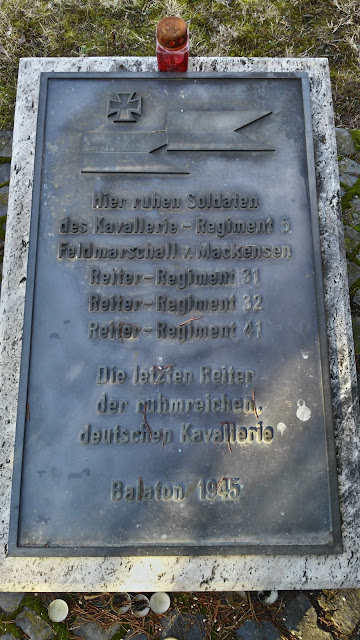 Hier ruhen Soldaten
des Kavallerie-Regiment 5
Feldmarschall v. Mackensen
Reiter-Regiment 31
Reiter-Regiment 32
Reiter-Regiment 41
Die letzten Reiter
der ruhmreichen
deutschen Kavallerie
Balaton 1945